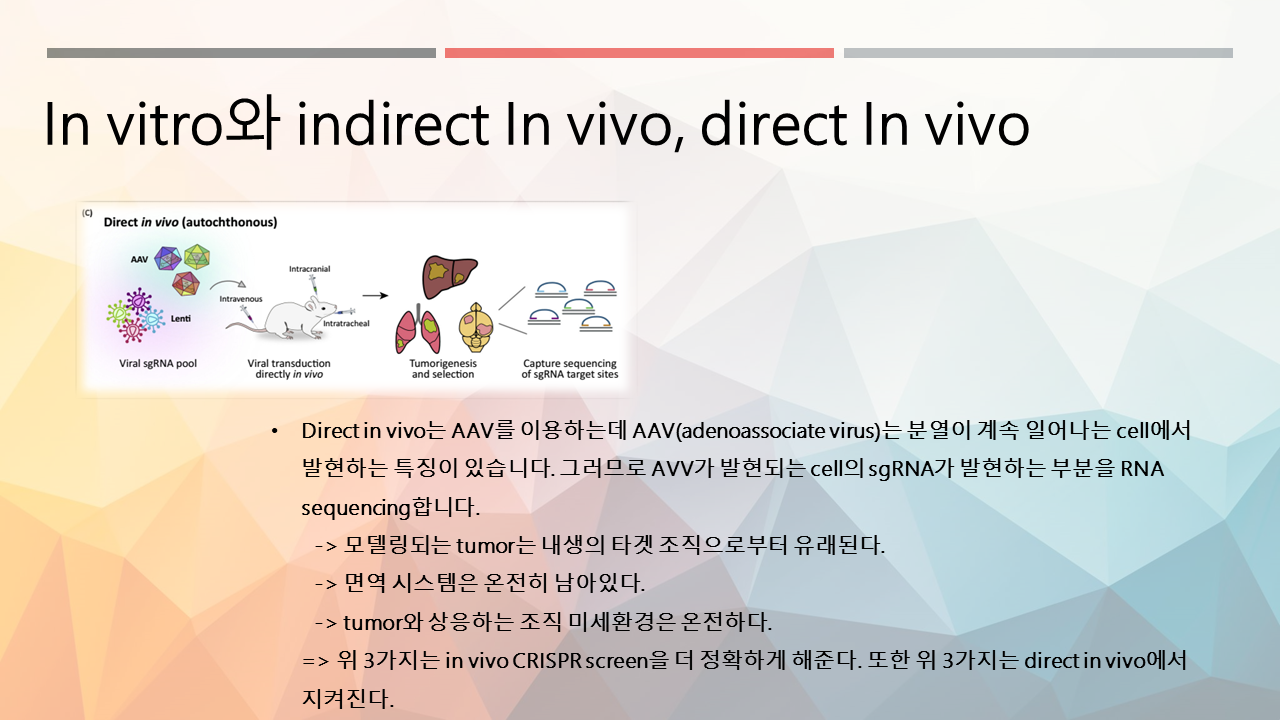 In vitro와 indirect In vivo, direct In vivo
(C)
Direct in vivo (autochthonous)
AAV
Lenti
Viral sgRNA pool
Intracranial
Intravenous
Intratracheal
Viral transduction
directly in vivo
Tumorigenesis
and selection
Capture sequencing
of sgRNA target sites
• Direct in vivo는 AAV를 이용하는데 AAV(adenoassociate virus)는 분열이 계속 일어나는 cell에서
발현하는 특징이 있습니다. 그러므로 AVV가 발현되는 cell의 sgRNA가 발현하는 부분을 RNA
sequencing합니다.
-> 모델링되는 tumor는 내생의 타겟 조직으로부터 유래된다.
-> 면역 시스템은 온전히 남아있다.
-> tumor와 상응하는 조직 미세환경은 온전하다.
=> 위 3가지는 in vivo CRISPR screen을 더 정확하게 해준다. 또한 위 3가지는 direct in vivo에서
지켜진다.